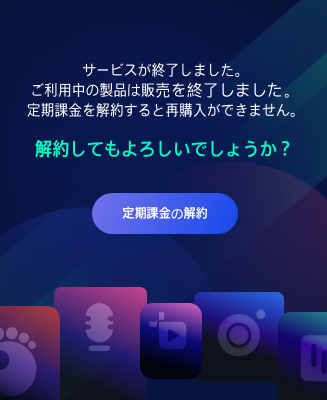 サービスが終了しました。
ご利用中の製品は販売を終了しました。
定期課金を解約すると再購入ができません。
解約してもよろしいでしょうか？
定期課金の解約